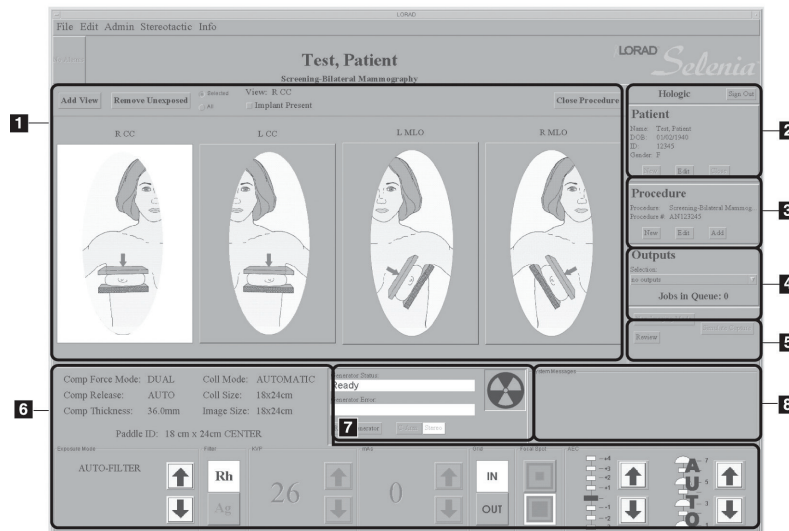 LORAD
File Edit Admin Stereotactic Info
Test, Patient
Screening-Bilateral Mammography
LORAD
Selenia
Add View
Remove Unexposed
Selected
All
View: R CC
Implant Present
Close Procedure
R CC
L CC
L MLO
R MLO
1
Hologic
Sign Out
Patient
Name: Test, Patient
DOB: 01/02/1940
ID: 12345
Gender: F
Edit
2
Procedure
Procedure: Screening-Bilateral Mammog...
Procedure #: AN123245
New
Edit
Add
3
Outputs
Selection:
no outputs
Jobs in Queue: 0
4
Review
5
6
Comp Force Mode: DUAL
Comp Release: AUTO
Comp Thickness: 36.0mm
Coll Mode: AUTOMATIC
Coll Size: 18x24cm
Image Size: 18x24cm
Paddle ID: 18 cm x 24cm CENTER
Generator Status:
Ready
Generator Error:
7
Messages
8
Exposure Mode
AUTO-FILTER
Filter
Rh
Ag
KVP
26
mAs
0
Grid
IN
OUT
Focal Spot
AEC
+4
+3
+2
+1
-1
-2
AUTO
7
5
3